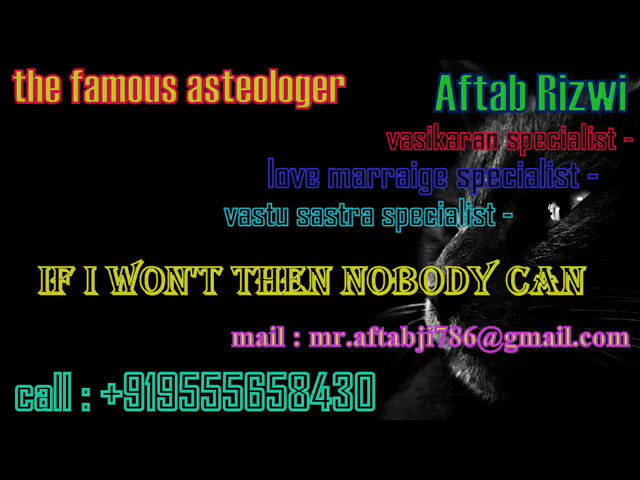 the famous asteologer
Aftab Rizwi
vasikaran specialist -
love marraige specialist -
vastu sastra specialist -
IF I WON'T THEN NOBODY CAN
mail : mr.aftabji786@gmail.com
call : +919555658430